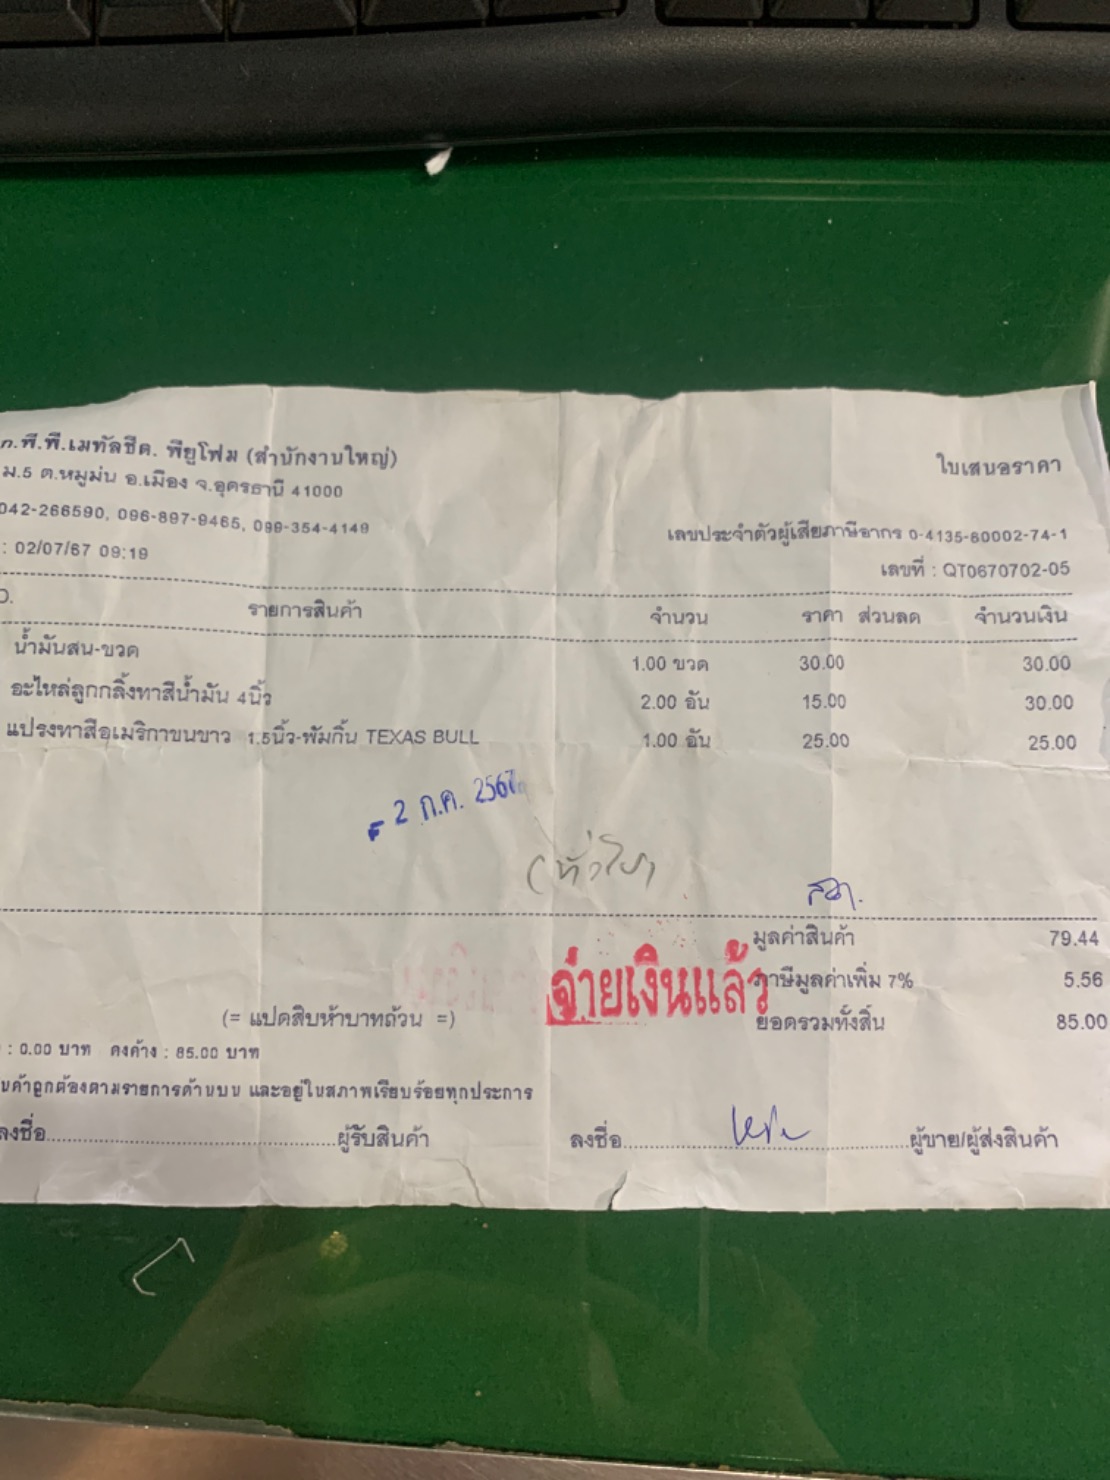 ก.พี.พี.เมทัลชีด. พียูโฟม (สำนักงานใหญ่)
ใบเสนอราคา
ม.5 ต.หมูม่น อ.เมือง จ.อุดรธานี 41000
042-266590, 096-897-9465, 099-354-4149
เลขประจำตัวผู้เสียภาษีอากร 0-4135-60002-74-1
: 02/07/67 09:19
เลขที่ : QT0670702-05
รายการสินค้า จำนวน ราคา ส่วนลด จำนวนเงิน
น้ำมันสน-ขวด 1.00 ขวด 30.00 30.00
อะไหล่ลูกกลิ้งทาสีน้ำมัน 4นิ้ว 2.00 อัน 15.00 30.00
แปรงทาสีอเมริกาขนขาว 1.5นิ้ว-พัมกิ้น TEXAS BULL 1.00 อัน 25.00 25.00
2 ก.ค. 2567
มูลค่าสินค้า 79.44
จ่ายเงินแล้ว
ภาษีมูลค่าเพิ่ม 7% 5.56
(= แปดสิบห้าบาทถ้วน =) ยอดรวมทั้งสิ้น 85.00
: 0.00 บาท คงค้าง : 85.00 บาท
นค้าถูกต้องตามรายการด้านบน และอยู่ในสภาพเรียบร้อยทุกประการ
ลงชื่อ..............................ผู้รับสินค้า ลงชื่อ..............................ผู้ขาย/ผู้ส่งสินค้า